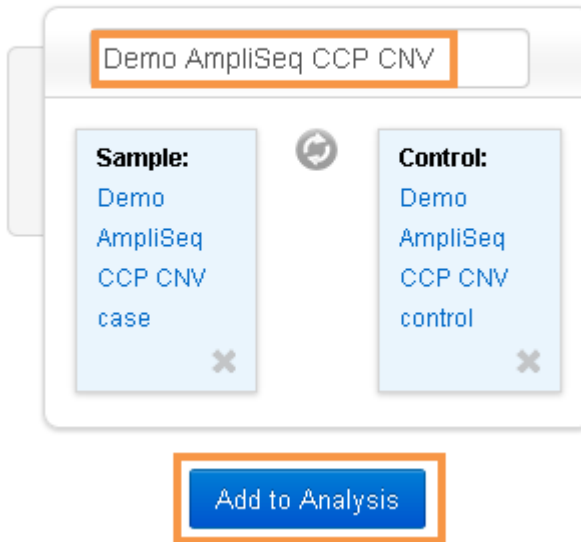 Demo AmpliSeq CCP CNV
Sample:
Demo
AmpliSeq
CCP CNV
case
Control:
Demo
AmpliSeq
CCP CNV
control
Add to Analysis